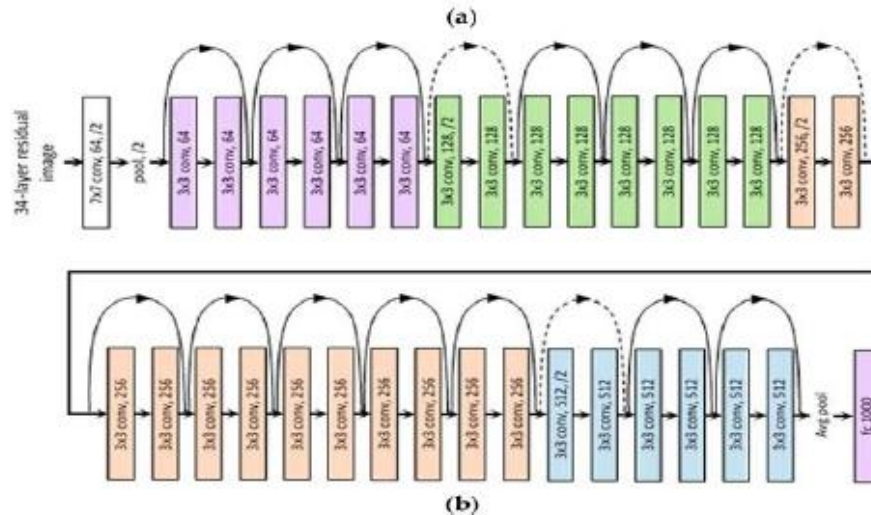 (a)
34-layer residual
image
7x7 conv, 64, /2
pool, /2
3x3 conv, 64
3x3 conv, 64
3x3 conv, 64
3x3 conv, 64
3x3 conv, 64
3x3 conv, 64
3x3 conv, 128, /2
3x3 conv, 128
3x3 conv, 128
3x3 conv, 128
3x3 conv, 128
3x3 conv, 128
3x3 conv, 128
3x3 conv, 128
3x3 conv, 256, /2
3x3 conv, 256
3x3 conv, 256
3x3 conv, 256
3x3 conv, 256
3x3 conv, 256
3x3 conv, 256
3x3 conv, 256
3x3 conv, 256
3x3 conv, 256
3x3 conv, 256
3x3 conv, 256
3x3 conv, 512, /2
3x3 conv, 512
3x3 conv, 512
3x3 conv, 512
3x3 conv, 512
3x3 conv, 512
Avg pool
fc 1000
(b)